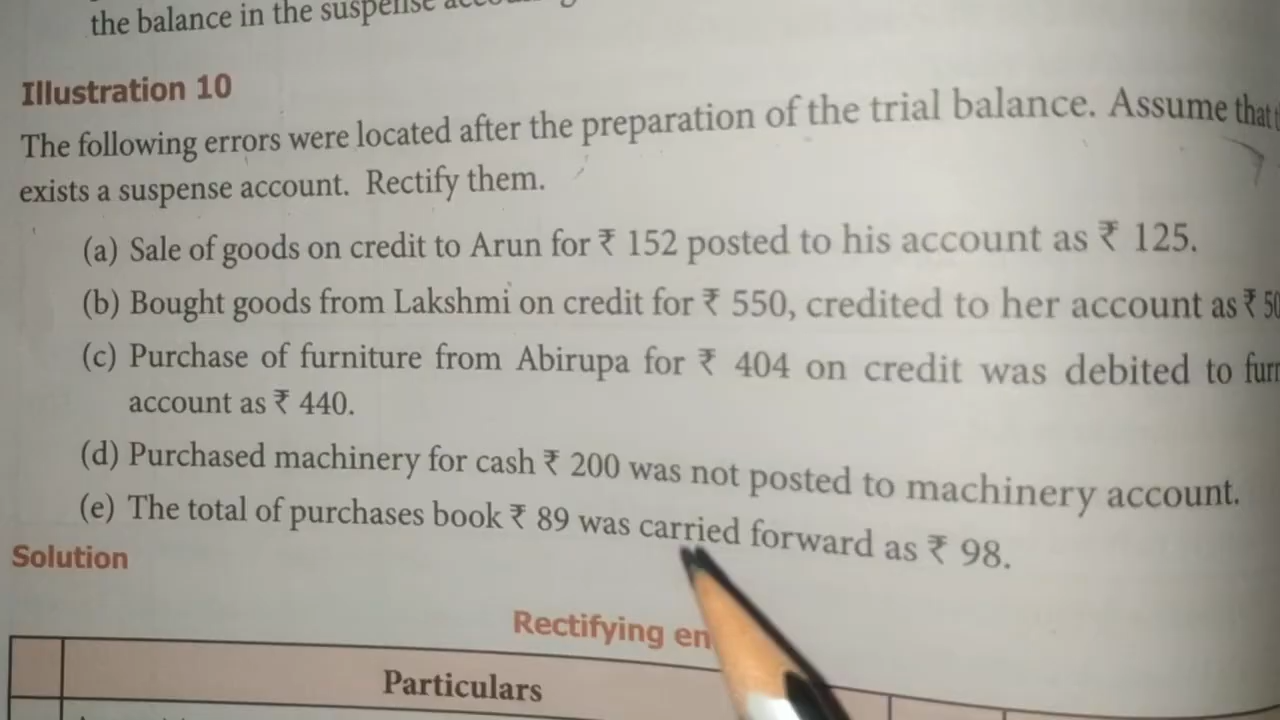 the balance in the suspense
Illustration 10
The following errors were located after the preparation of the trial balance. Assume that
exists a suspense account. Rectify them.
(a) Sale of goods on credit to Arun for ₹ 152 posted to his account as ₹ 125.
(b) Bought goods from Lakshmi on credit for ₹ 550, credited to her account as ₹
(c) Purchase of furniture from Abirupa for ₹ 404 on credit was debited to
account as ₹ 440.
(d) Purchased machinery for cash ₹ 200 was not posted to machinery account.
(e) The total of purchases book ₹ 89 was carried forward as ₹ 98.
Solution
Rectifying
Particulars